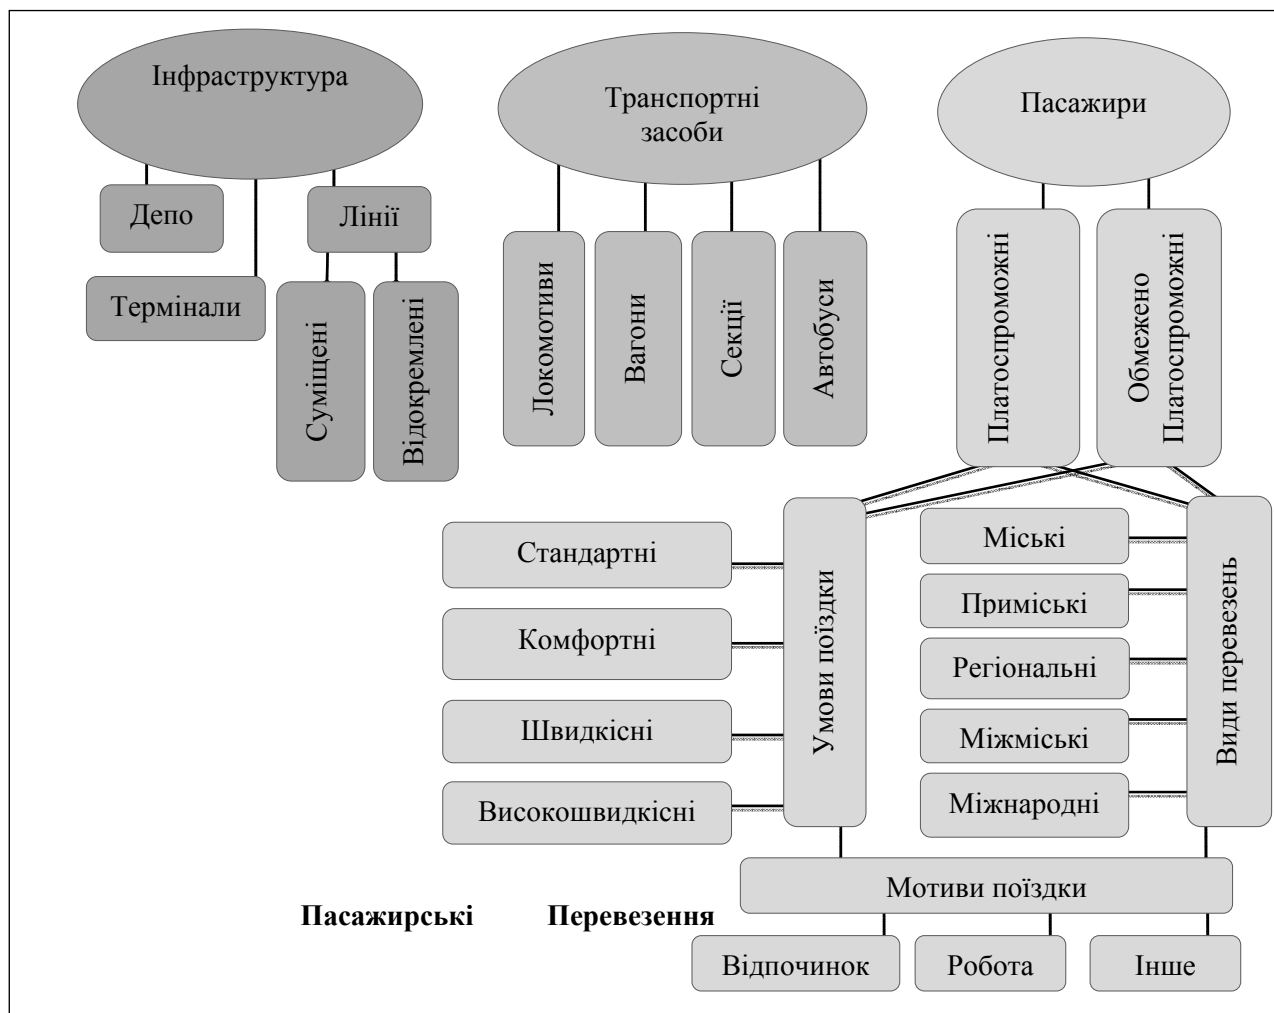 Інфраструктура
Транспортні
засоби
Пасажири
Депо
Лінії
Термінали
Суміщені
Відокремлені
Локомотиви
Вагони
Секції
Автобуси
Платоспроможні
Обмежено
Платоспроможні
Стандартні
Комфортні
Швидкісні
Високошвидкісні
Умови поїздки
Міські
Приміські
Регіональні
Міжміські
Міжнародні
Види перевезень
Мотиви поїздки
Пасажирські Перевезення
Відпочинок
Робота
Інше